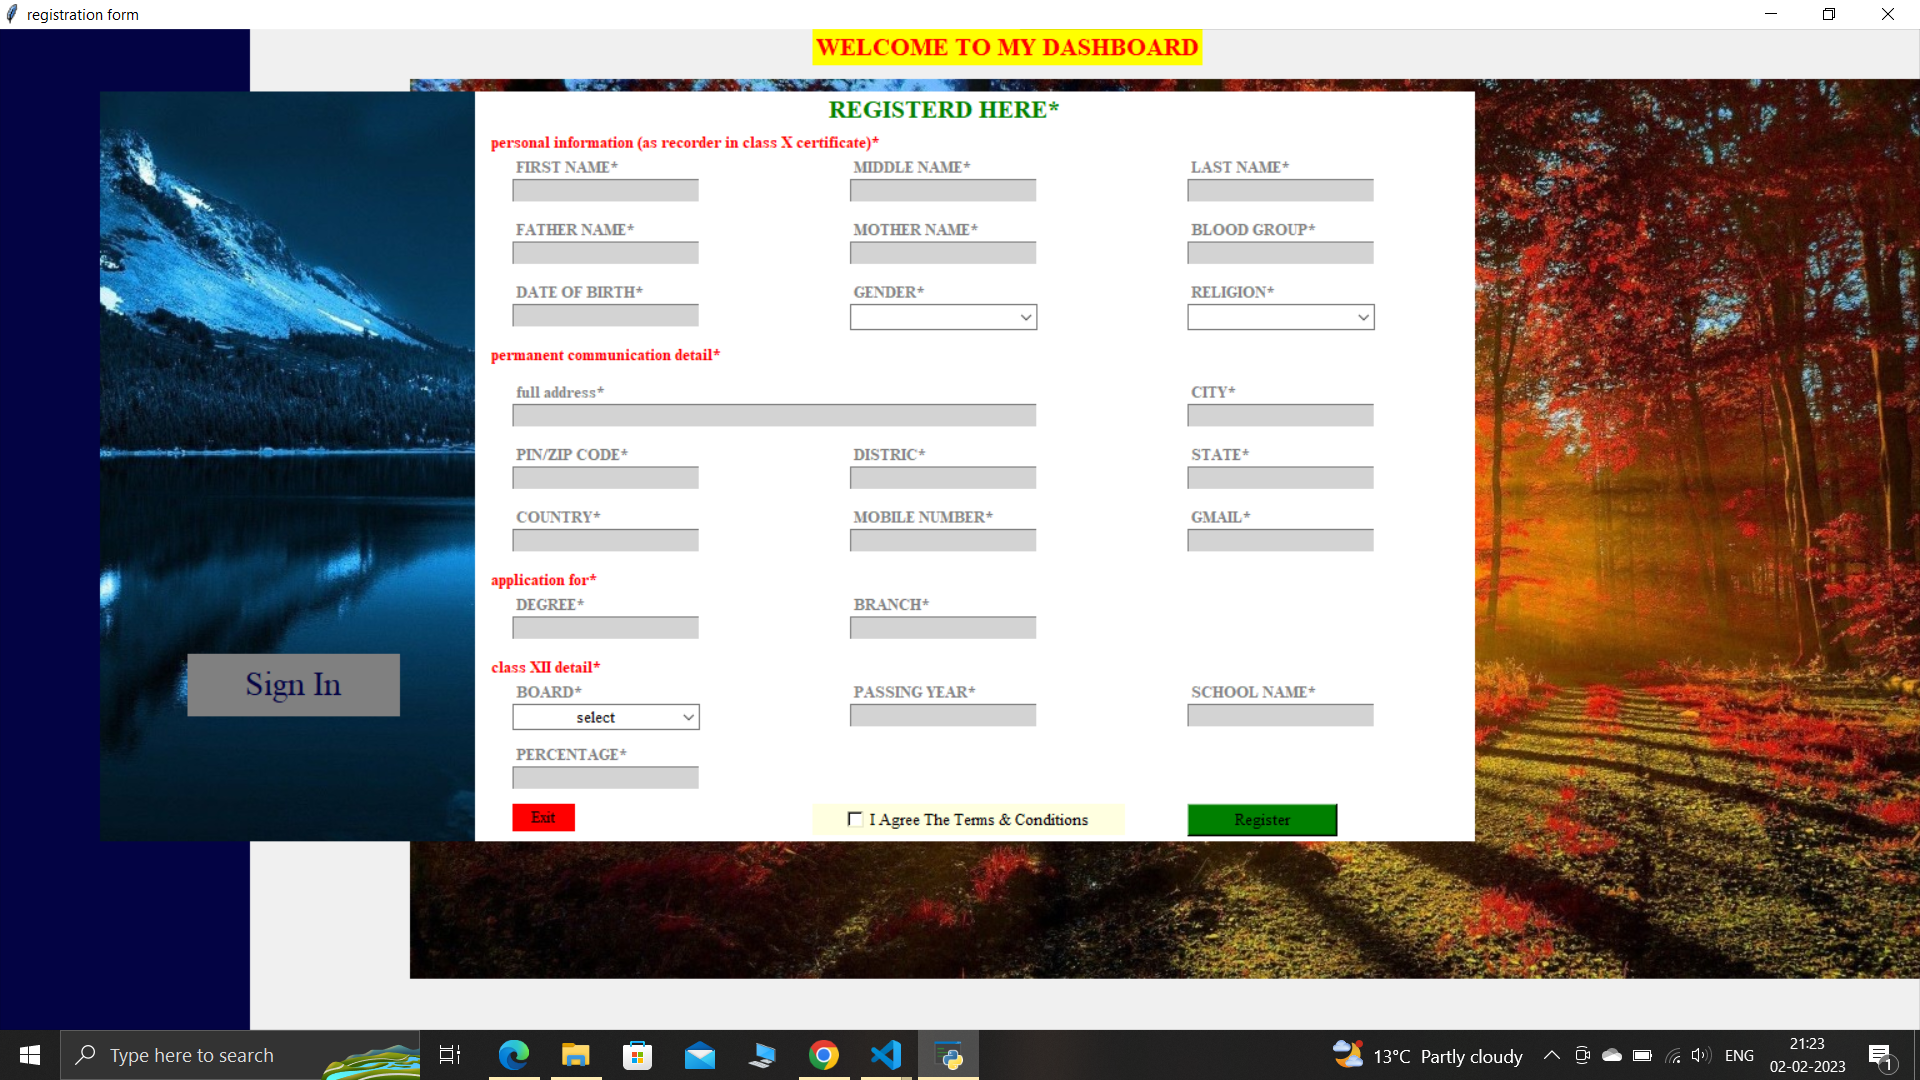 registration form
WELCOME TO MY DASHBOARD
REGISTERD HERE*
personal information (as recorder in class X certificate)*
FIRST NAME* MIDDLE NAME* LAST NAME*
FATHER NAME* MOTHER NAME* BLOOD GROUP*
DATE OF BIRTH* GENDER* RELIGION*
permanent communication detail*
full address* CITY*
PIN/ZIP CODE* DISTRIC* STATE*
COUNTRY* MOBILE NUMBER* GMAIL*
application for*
DEGREE* BRANCH*
Sign In
class XII detail*
BOARD* PASSING YEAR* SCHOOL NAME*
select
PERCENTAGE*
Exit I Agree The Terms & Conditions Register
Type here to search 13°C Partly cloudy ENG 21:23
02-02-2023
1